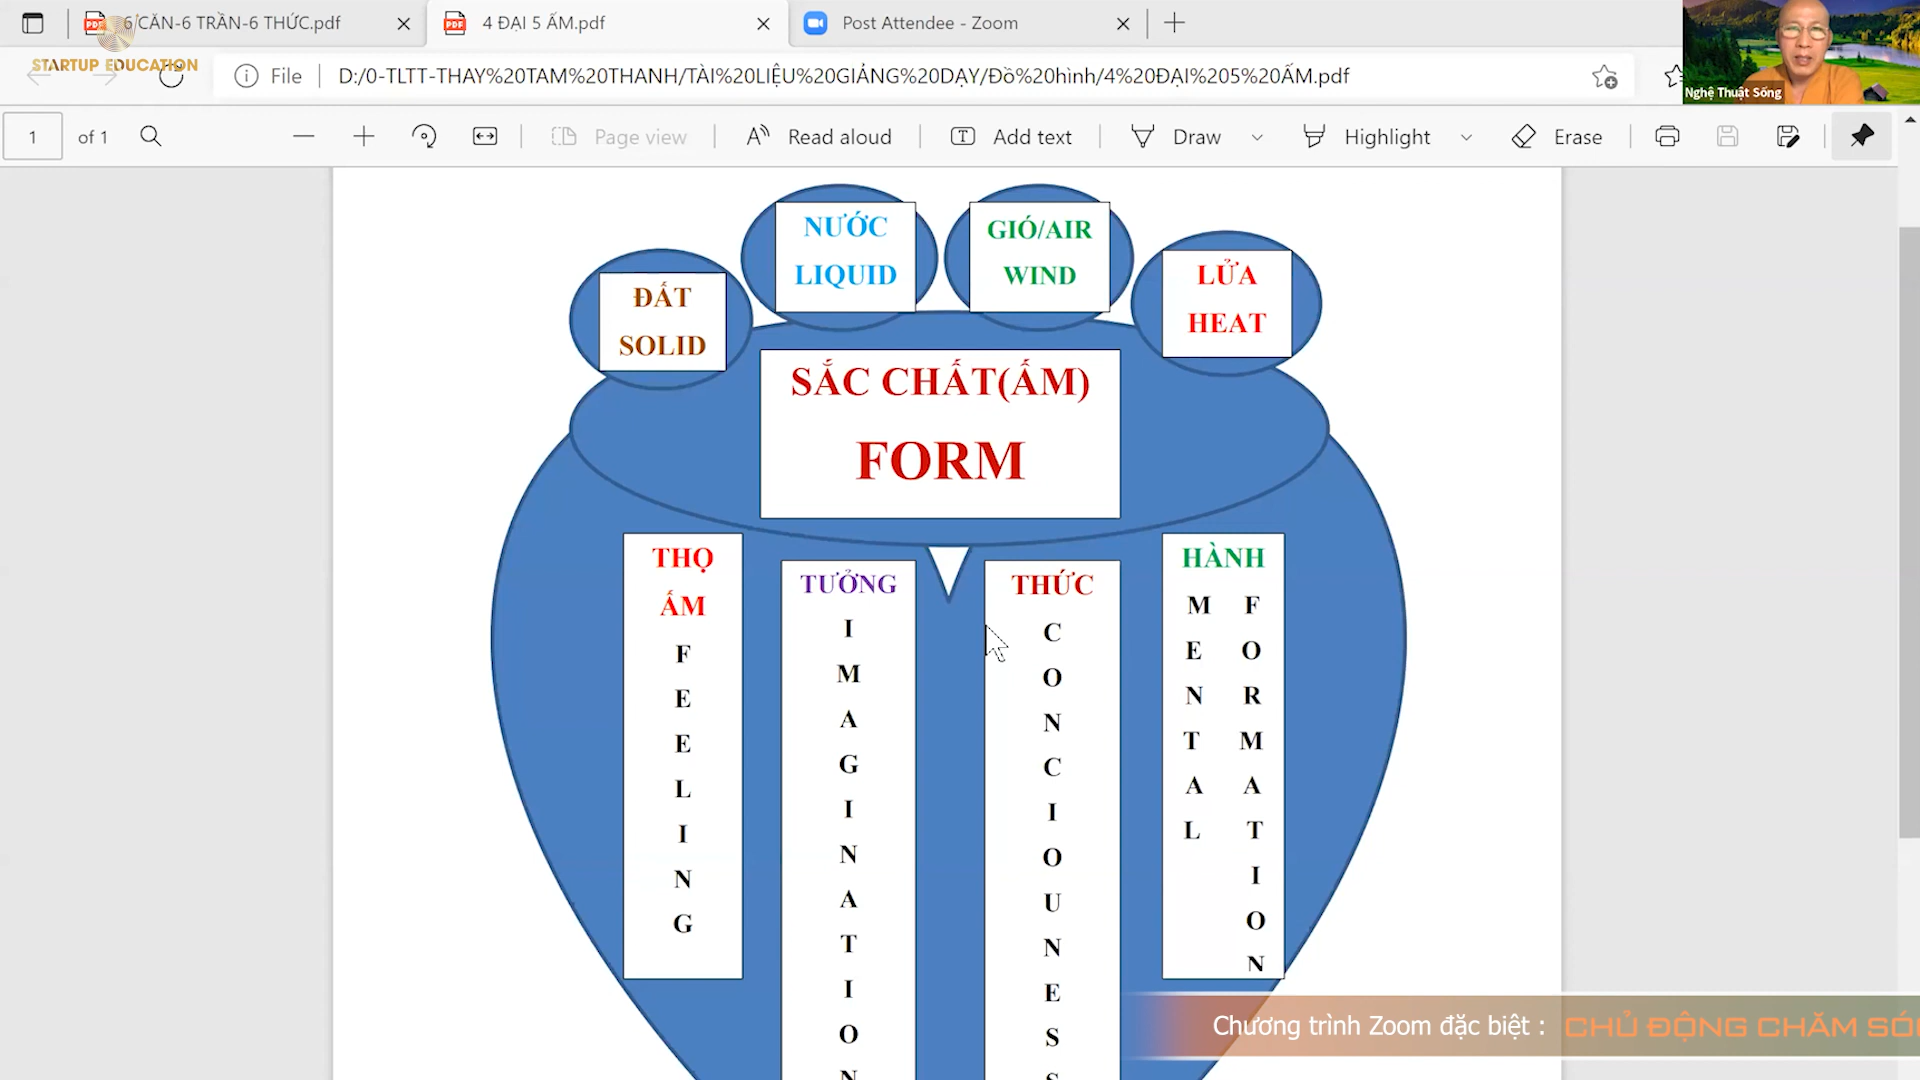 6 CĂN-6 TRẦN-6 THỨC.pdf
4 ĐẠI 5 ẤM.pdf
Post Attendee - Zoom
STARTUP EDUCATION
File
D:/0-TLTT-THAY%20TAM%20THANH/TÀI%20LIỆU%20GIẢNG%20DẠY/Đồ%20hình/4%20ĐẠI%205%20ẤM.pdf
Nghệ Thuật Sống
1 of 1
Page view
Read aloud
Add text
Draw
Highlight
Erase
ĐẤT
SOLID
NƯỚC
LIQUID
GIÓ/AIR
WIND
LỬA
HEAT
SẮC CHẤT(ẤM)
FORM
THỌ
ẤM
FEELING
TƯỞNG
IMAGINATION
THỨC
CONCIOUNESS
HÀNH
MENTAL
FORMATION
Chương trình Zoom đặc biệt :
CHỦ ĐỘNG CHĂM